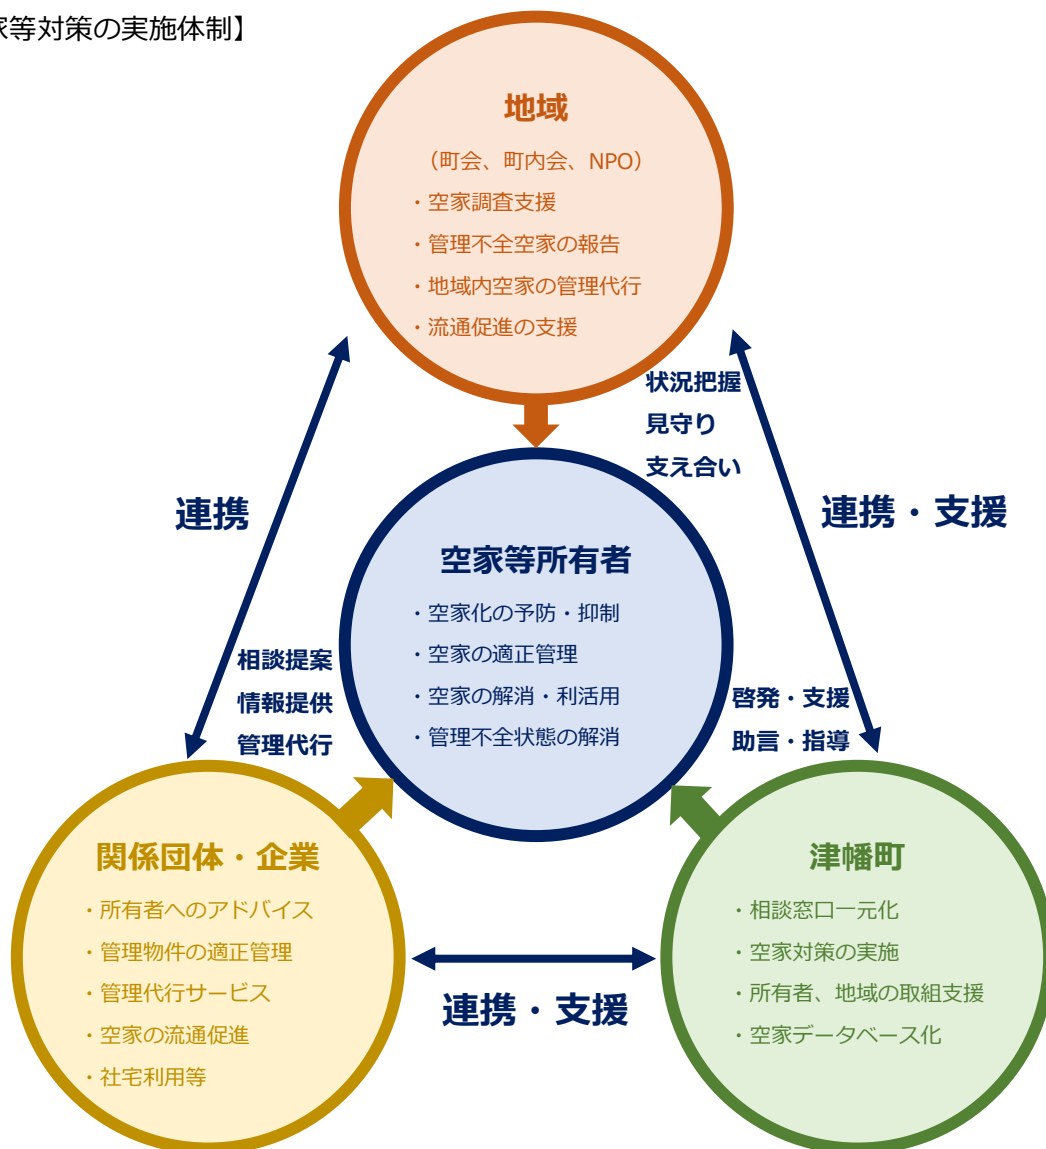 家等対策の実施体制】
地域
（町会、町内会、NPO）
・空家調査支援
・管理不全空家の報告
・地域内空家の管理代行
・流通促進の支援
状況把握
見守り
支え合い
連携
連携・支援
空家等所有者
・空家化の予防・抑制
・空家の適正管理
・空家の解消・利活用
・管理不全状態の解消
相談提案
情報提供
管理代行
啓発・支援
助言・指導
関係団体・企業
・所有者へのアドバイス
・管理物件の適正管理
・管理代行サービス
・空家の流通促進
・社宅利用等
連携・支援
津幡町
・相談窓口一元化
・空家対策の実施
・所有者、地域の取組支援
・空家データベース化